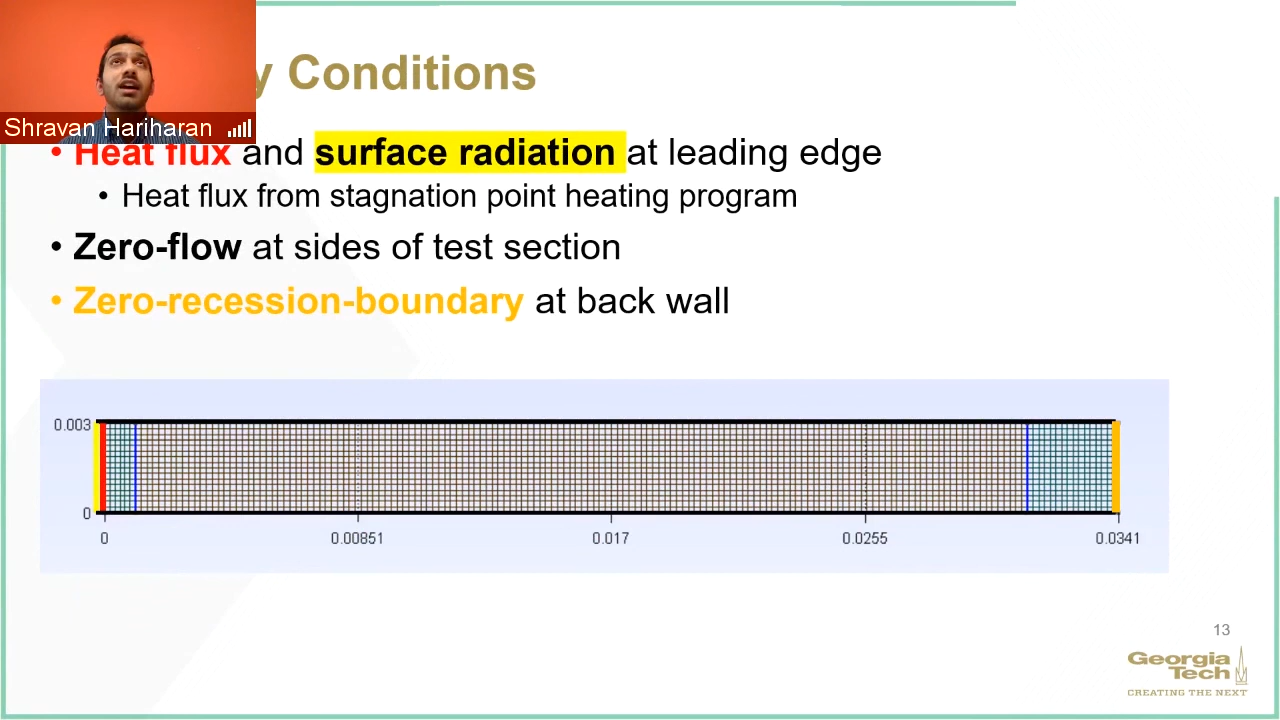 y Conditions
Shravan Hariharan
• Heat flux and surface radiation at leading edge
• Heat flux from stagnation point heating program
• Zero-flow at sides of test section
• Zero-recession-boundary at back wall
0.003
0
0 0.00851 0.017 0.0255 0.0341
13
Georgia
Tech
CREATING THE NEXT